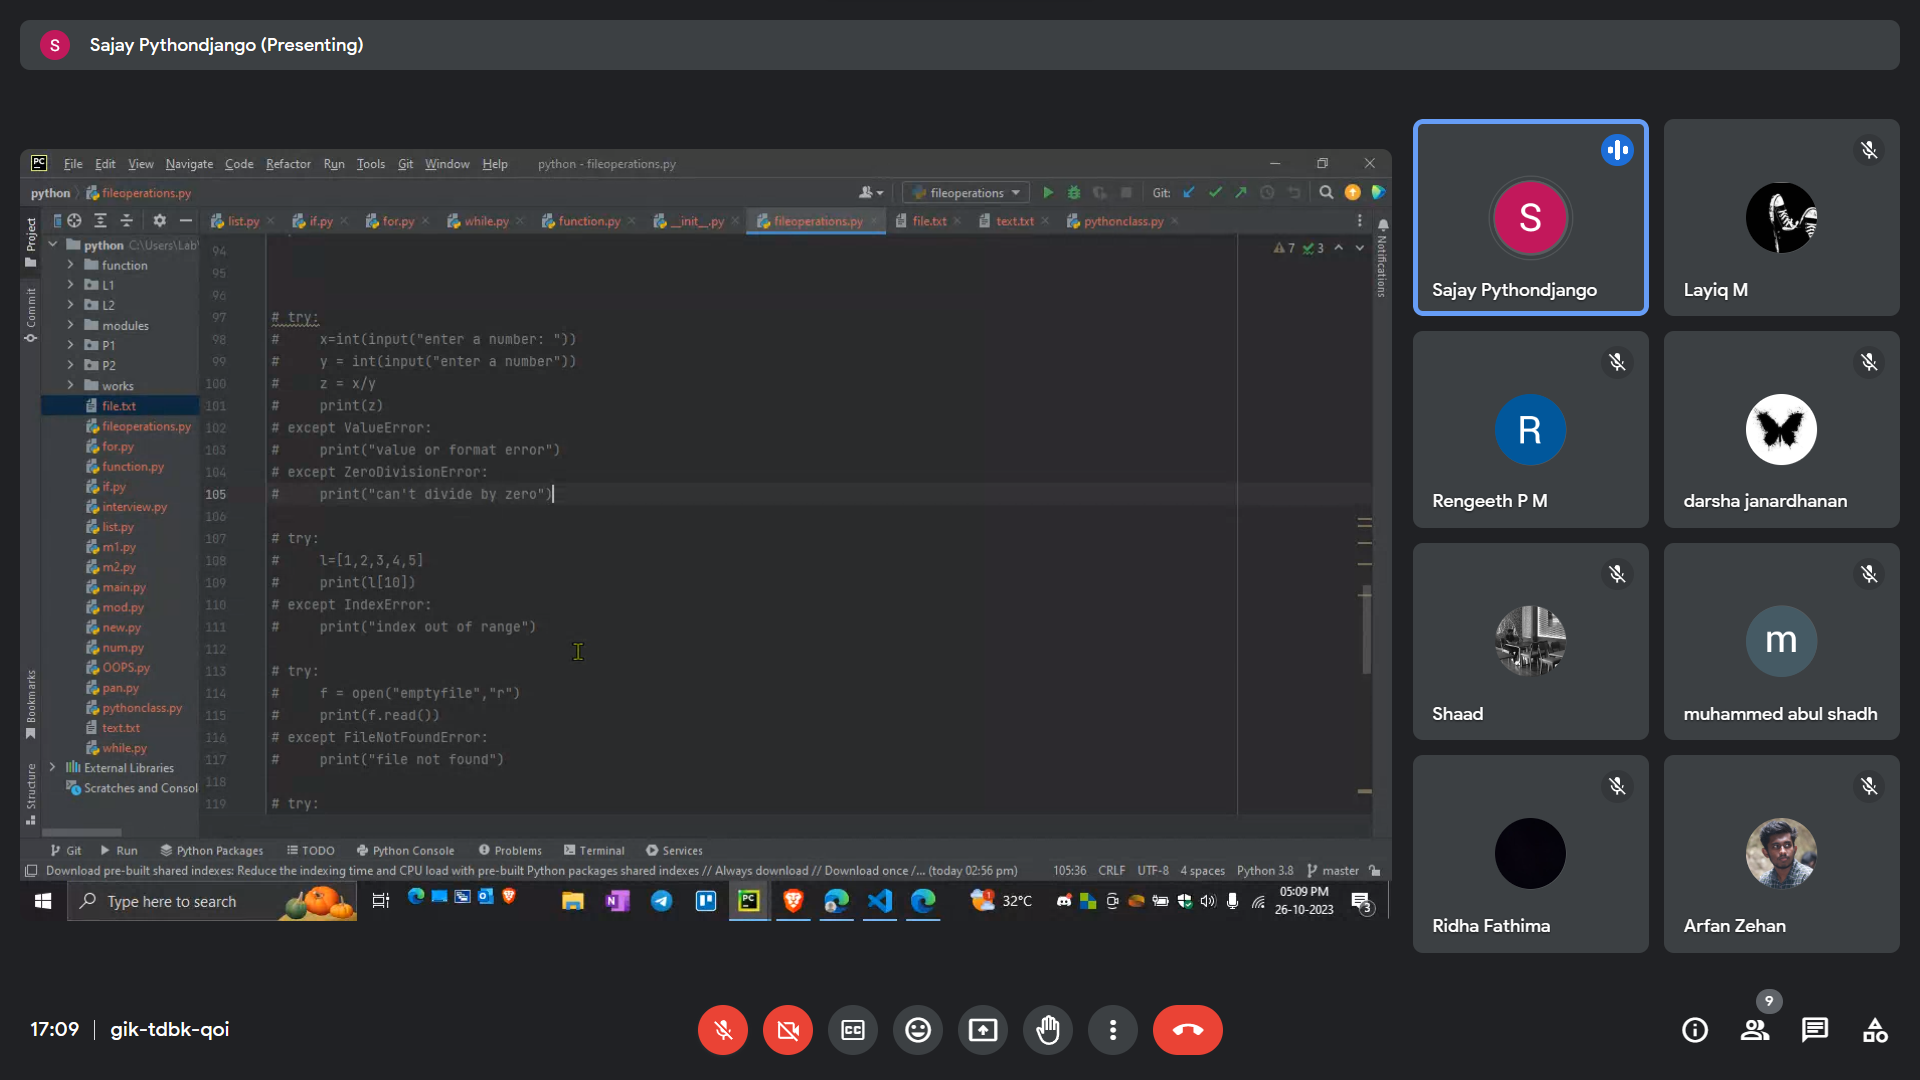 S Sajay Pythondjango (Presenting)
PC File Edit View Navigate Code Refactor Run Tools Git Window Help python - fileoperations.py
python fileoperations.py fileoperations Git:
list.py if.py for.py while.py function.py __init__.py fileoperations.py file.txt text.txt pythonclass.py
Project
Commit
Bookmarks
Structure
Notifications
python C:\Users\Lab
function
L1
L2
modules
P1
P2
works
file.txt
fileoperations.py
for.py
function.py
if.py
interview.py
list.py
m1.py
m2.py
main.py
mod.py
new.py
num.py
OOPS.py
pan.py
pythonclass.py
text.txt
while.py
External Libraries
Scratches and Consol
7 3
94
95
96
97 # try:
98 # x=int(input("enter a number: "))
99 # y = int(input("enter a number"))
100 # z = x/y
101 # print(z)
102 # except ValueError:
103 # print("value or format error")
104 # except ZeroDivisionError:
105 # print("can't divide by zero")
106
107 # try:
108 # l=[1,2,3,4,5]
109 # print(l[10])
110 # except IndexError:
111 # print("index out of range")
112
113 # try:
114 # f = open("emptyfile","r")
115 # print(f.read())
116 # except FileNotFoundError:
117 # print("file not found")
118
119 # try:
Git Run Python Packages TODO Python Console Problems Terminal Services
Download pre-built shared indexes: Reduce the indexing time and CPU load with pre-built Python packages shared indexes // Always download // Download once /... (today 02:56 pm) 105:36 CRLF UTF-8 4 spaces Python 3.8 master
Type here to search N PC 1 32°C 05:09 PM
26-10-2023 3
S
Sajay Pythondjango
Layiq M
R
Rengeeth P M
darsha janardhanan
Shaad
m
muhammed abul shadh
Ridha Fathima
Arfan Zehan
17:09 | gik-tdbk-qoi
CC
9